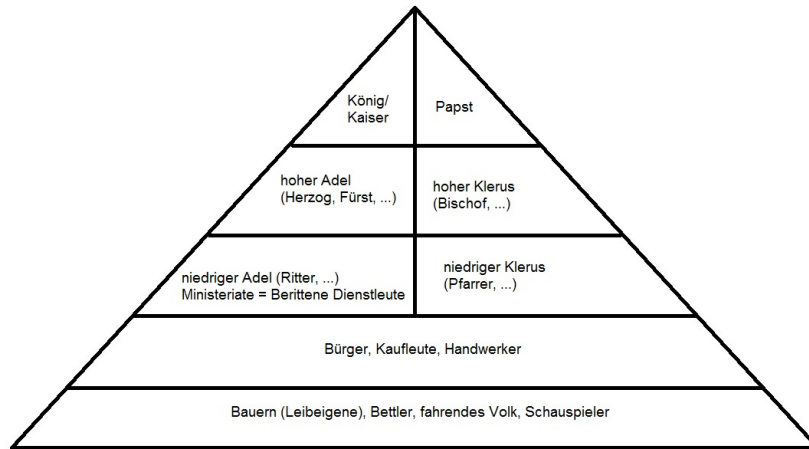 König/
Kaiser
Papst
hoher Adel
(Herzog, Fürst, ...)
hoher Klerus
(Bischof, ...)
niedriger Adel (Ritter, ...)
Ministeriate = Berittene Dienstleute
niedriger Klerus
(Pfarrer, ...)
Bürger, Kaufleute, Handwerker
Bauern (Leibeigene), Bettler, fahrendes Volk, Schauspieler